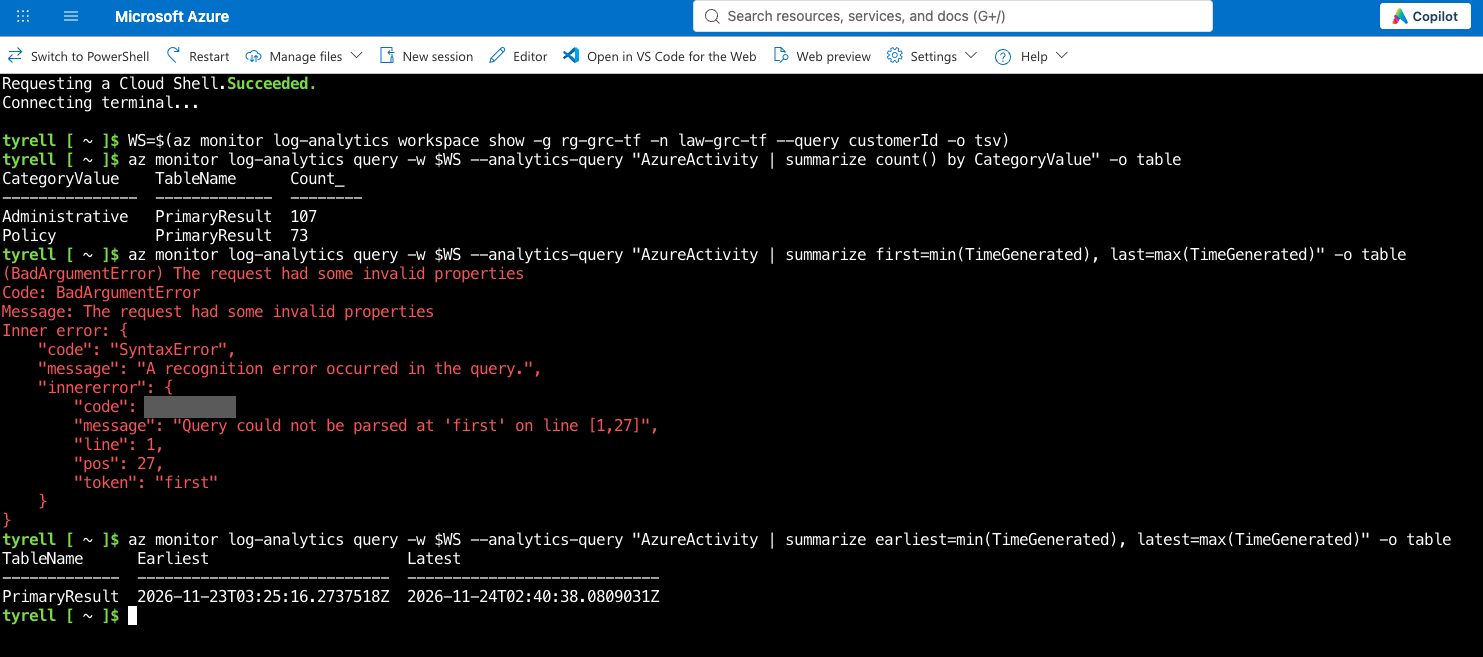 Microsoft Azure
Search resources, services, and docs (G+/)
Copilot
Switch to PowerShell Restart Manage files New session Editor Open in VS Code for the Web Web preview Settings Help
Requesting a Cloud Shell.Succeeded.
Connecting terminal...
tyrell [ ~ ]$ WS=$(az monitor log-analytics workspace show -g rg-grc-tf -n law-grc-tf --query customerId -o tsv)
tyrell [ ~ ]$ az monitor log-analytics query -w $WS --analytics-query "AzureActivity | summarize count() by CategoryValue" -o table
CategoryValue    TableName      Count_
---------------  -------------  --------
Administrative   PrimaryResult  107
Policy           PrimaryResult  73
tyrell [ ~ ]$ az monitor log-analytics query -w $WS --analytics-query "AzureActivity | summarize first=min(TimeGenerated), last=max(TimeGenerated)" -o table
(BadArgumentError) The request had some invalid properties
Code: BadArgumentError
Message: The request had some invalid properties
Inner error: {
    "code": "SyntaxError",
    "message": "A recognition error occurred in the query.",
    "innererror": {
        "code":
        "message": "Query could not be parsed at 'first' on line [1,27]",
        "line": 1,
        "pos": 27,
        "token": "first"
    }
}
tyrell [ ~ ]$ az monitor log-analytics query -w $WS --analytics-query "AzureActivity | summarize earliest=min(TimeGenerated), latest=max(TimeGenerated)" -o table
TableName      Earliest                      Latest
-------------  ----------------------------  ----------------------------
PrimaryResult  2026-11-23T03:25:16.2737518Z  2026-11-24T02:40:38.0809031Z
tyrell [ ~ ]$